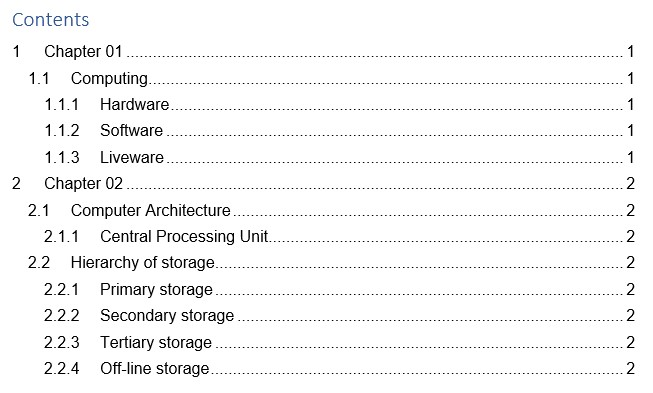 Contents
1 Chapter 01 ........................................................................ 1
1.1 Computing........................................................................ 1
1.1.1 Hardware........................................................................ 1
1.1.2 Software ........................................................................ 1
1.1.3 Liveware ........................................................................ 1
2 Chapter 02 ........................................................................ 2
2.1 Computer Architecture ........................................................................ 2
2.1.1 Central Processing Unit........................................................................ 2
2.2 Hierarchy of storage........................................................................ 2
2.2.1 Primary storage ........................................................................ 2
2.2.2 Secondary storage ........................................................................ 2
2.2.3 Tertiary storage ........................................................................ 2
2.2.4 Off-line storage........................................................................ 2